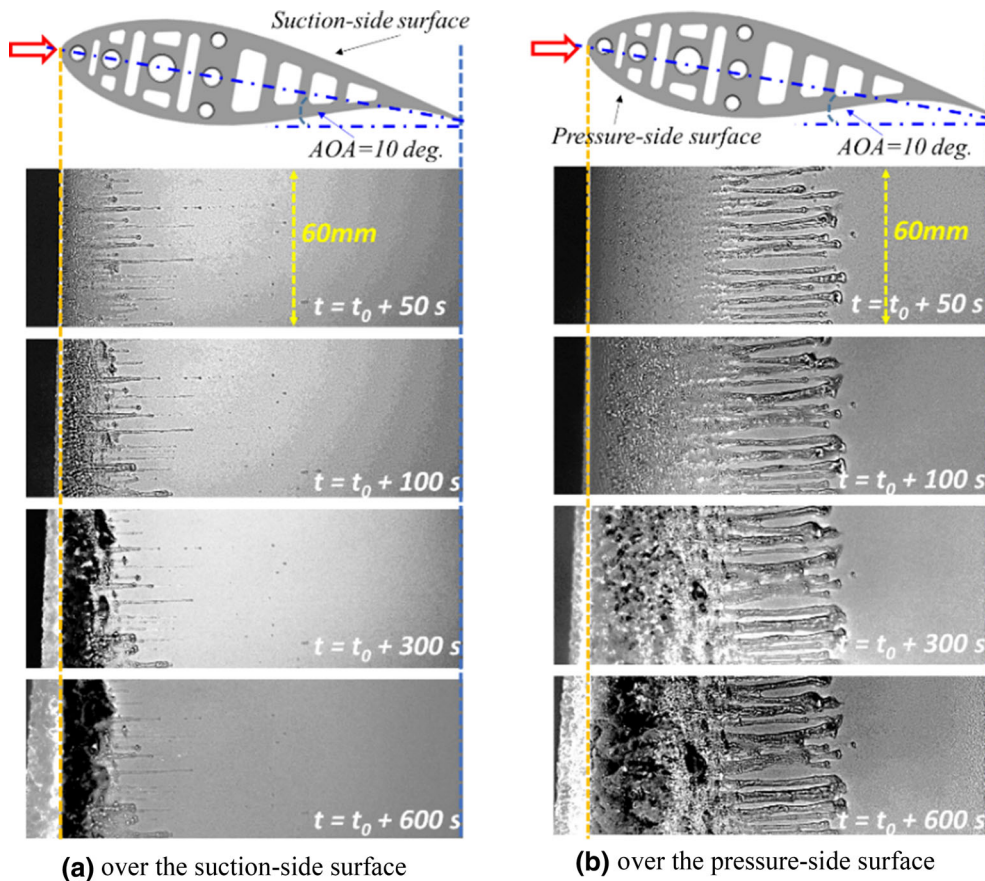 Suction-side surface
AOA=10 deg.
60mm
t = t0 + 50 s
t = t0 + 100 s
t = t0 + 300 s
t = t0 + 600 s
(a) over the suction-side surface
Pressure-side surface
AOA=10 deg.
60mm
t = t0 + 50 s
t = t0 + 100 s
t = t0 + 300 s
t = t0 + 600 s
(b) over the pressure-side surface